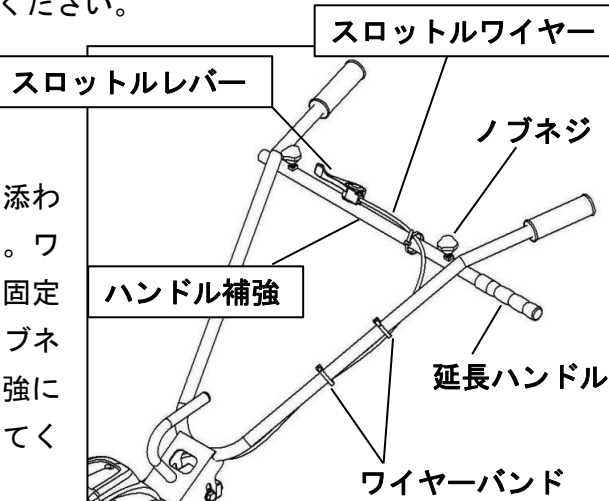 ください。
スロットルワイヤー
スロットルレバー
ノブネジ
添わ
。ワ
固定
ブネ
強に
てく
ハンドル補強
延長ハンドル
ワイヤーバンド